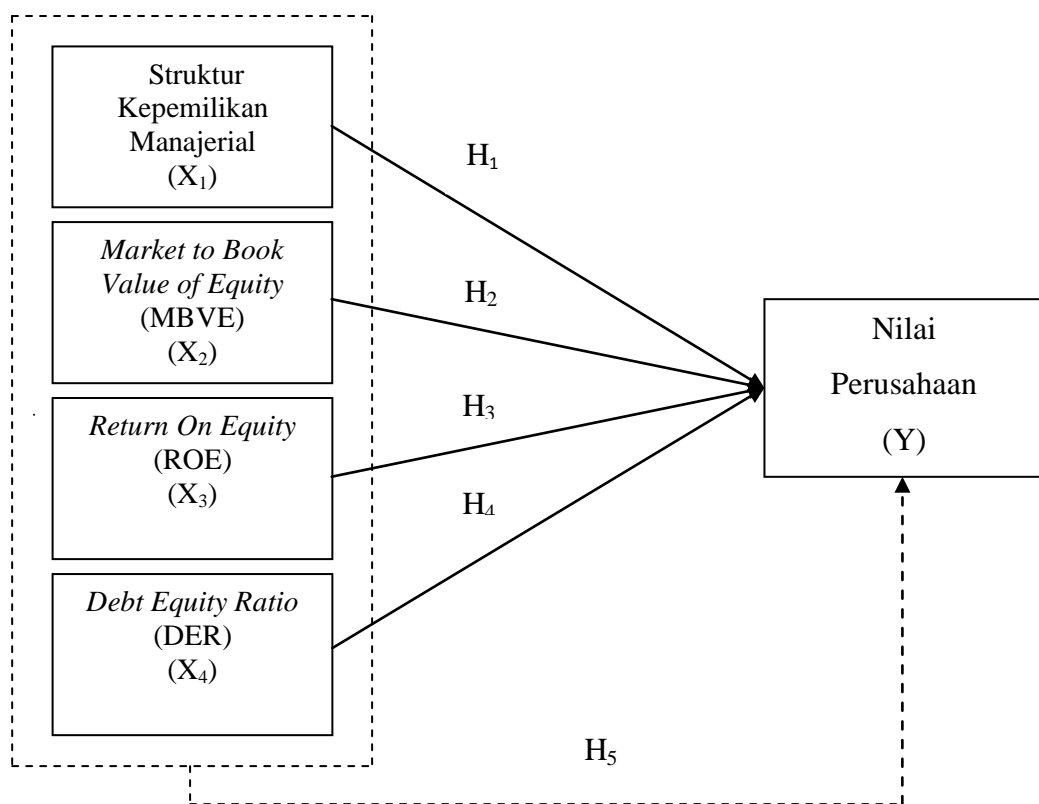 Struktur
Kepemilikan
Manajerial
(X₁)
H₁
Market to Book
Value of Equity
(MBVE)
(X₂)
H₂
Return On Equity
(ROE)
(X₃)
H₃
Debt Equity Ratio
(DER)
(X₄)
H₄
Nilai
Perusahaan
(Y)
H₅